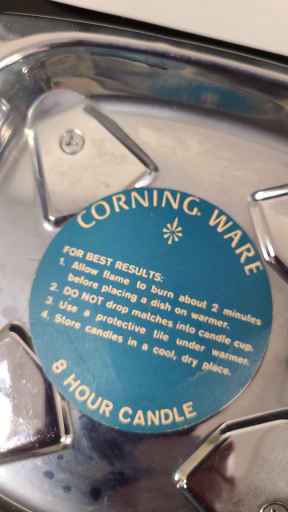 CORNING WARE
FOR BEST RESULTS:
1. Allow flame to burn about 2 minutes
before placing a dish on warmer.
2. DO NOT drop matches into candle cup.
3. Use a protective tile under warmer.
4. Store candles in a cool, dry place.
8 HOUR CANDLE